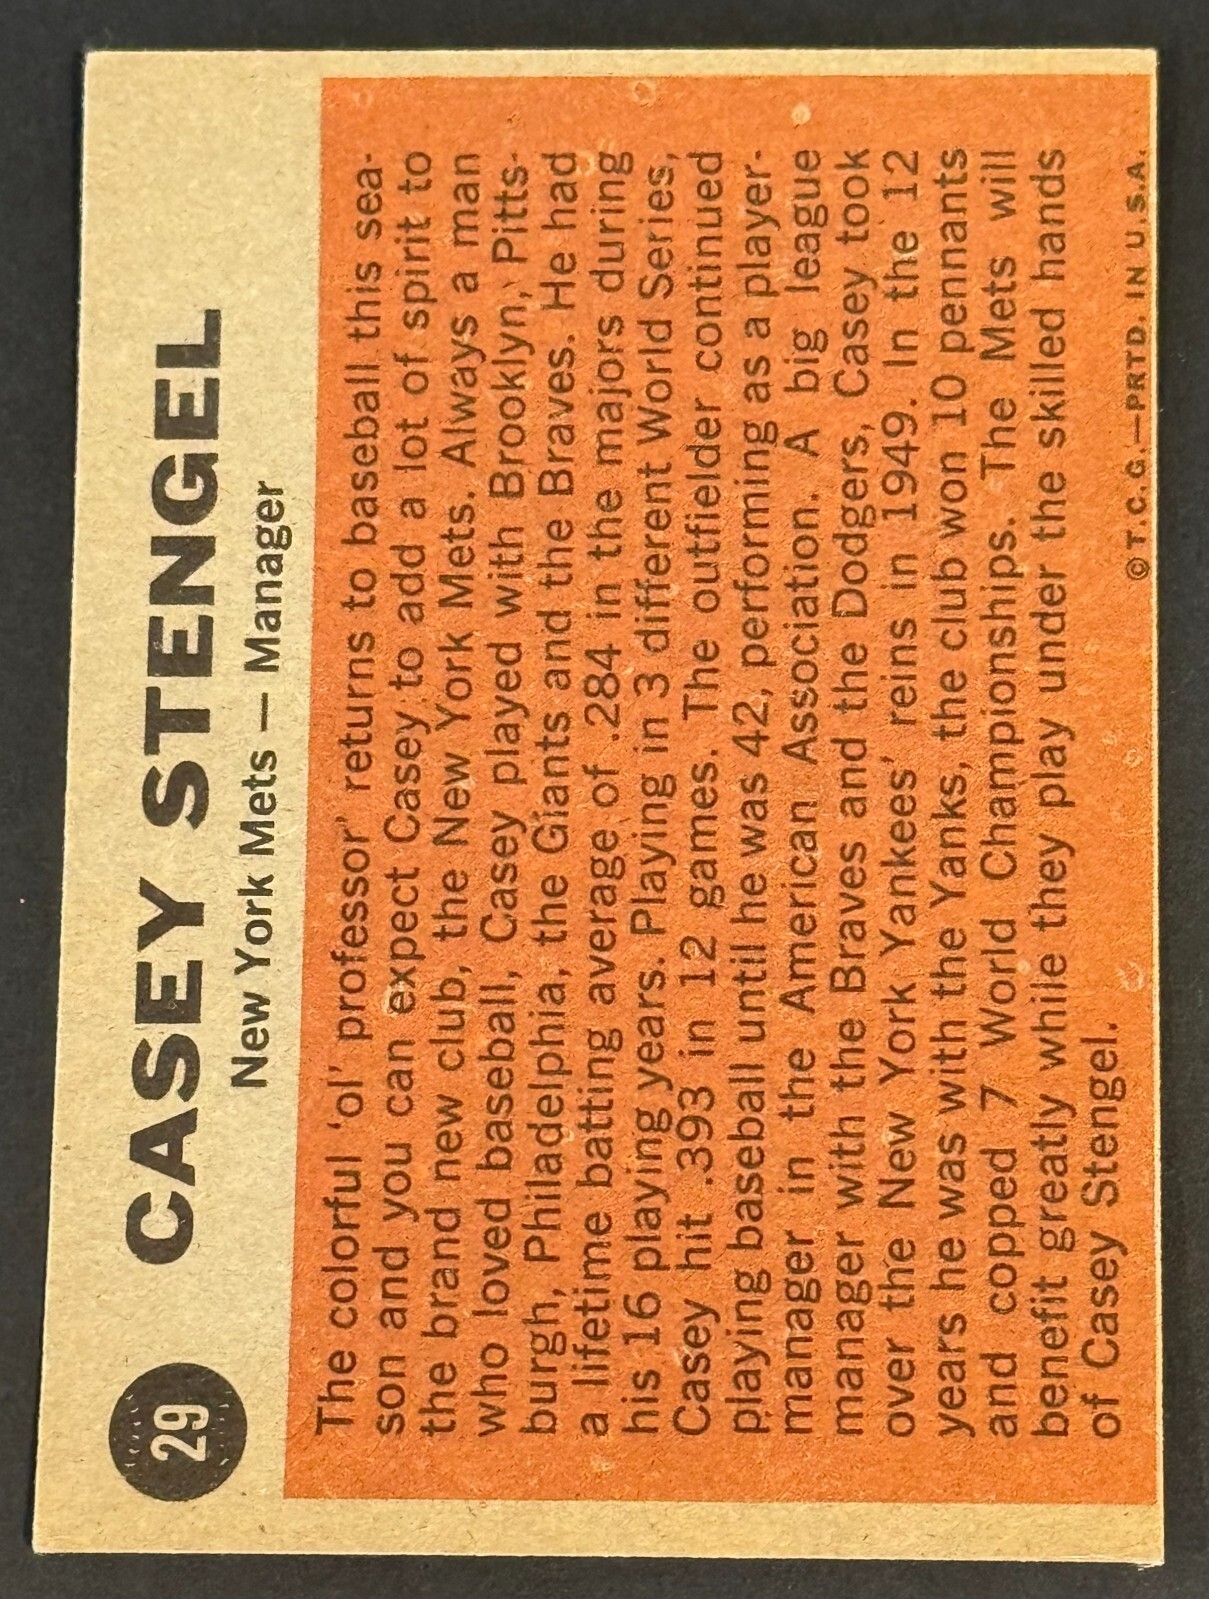 29
CASEY STENGEL
New York Mets — Manager
The colorful ‘ol’ professor” returns to baseball this sea-
son and you can expect Casey to add a lot of spirit to
the brand new club, the New York Mets. Always a man
who loved baseball, Casey played with Brooklyn, Pitts-
burgh, Philadelphia, the Giants and the Braves. He had
a lifetime batting average of .284 in the majors during
his 16 playing years. Playing in 3 different World Series,
Casey hit .393 in 12 games. The outfielder continued
playing baseball until he was 42, performing as a player-
manager in the American Association. A big league
manager with the Braves and the Dodgers, Casey took
over the New York Yankees’ reins in 1949. In the 12
years he was with the Yanks, the club won 10 pennants
and copped 7 World Championships. The Mets will
benefit greatly while they play under the skilled hands
of Casey Stengel.
© T.C.G.—PRTD. IN U.S.A.